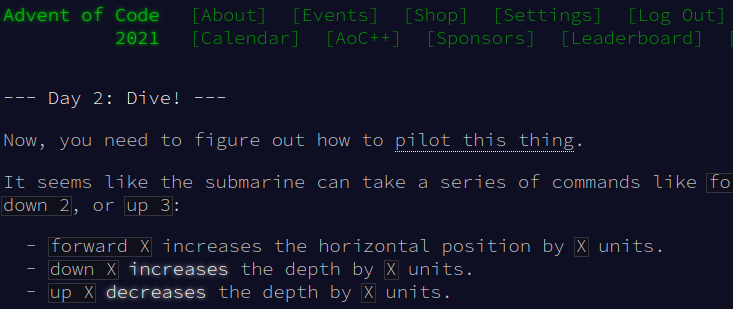 Advent of Code [About] [Events] [Shop] [Settings] [Log Out]
2021 [Calendar] [AoC++] [Sponsors] [Leaderboard] [
--- Day 2: Dive! ---
Now, you need to figure out how to pilot this thing.
It seems like the submarine can take a series of commands like fo
down 2, or up 3:
- forward X increases the horizontal position by X units.
- down X increases the depth by X units.
- up X decreases the depth by X units.